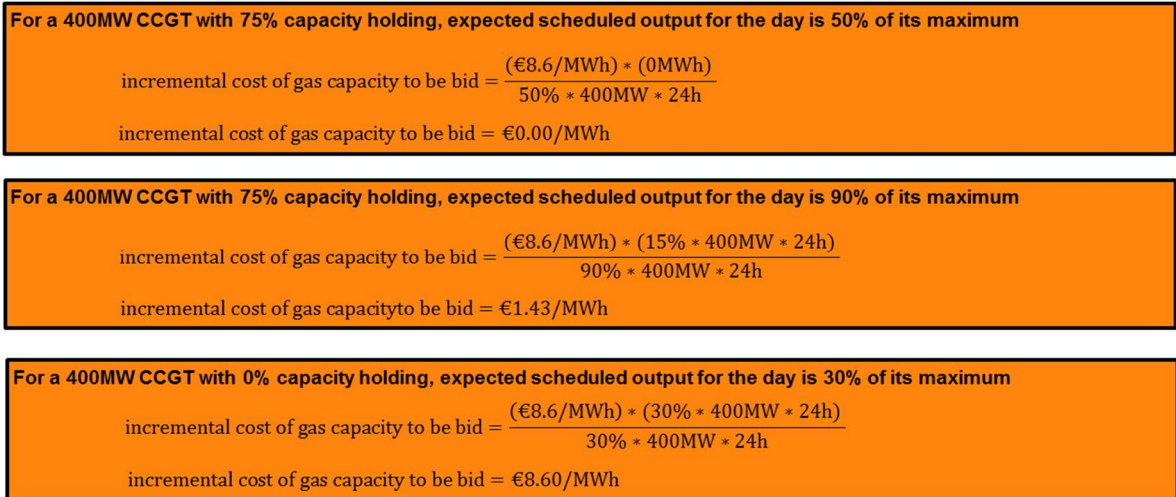 For a 400MW CCGT with 75% capacity holding, expected scheduled output for the day is 50% of its maximum
incremental cost of gas capacity to be bid = (€8.6/MWh) ∗ (0MWh) / 50% ∗ 400MW ∗ 24h
incremental cost of gas capacity to be bid = €0.00/MWh
For a 400MW CCGT with 75% capacity holding, expected scheduled output for the day is 90% of its maximum
incremental cost of gas capacity to be bid = (€8.6/MWh) ∗ (15% ∗ 400MW ∗ 24h) / 90% ∗ 400MW ∗ 24h
incremental cost of gas capacityto be bid = €1.43/MWh
For a 400MW CCGT with 0% capacity holding, expected scheduled output for the day is 30% of its maximum
incremental cost of gas capacity to be bid = (€8.6/MWh) ∗ (30% ∗ 400MW ∗ 24h) / 30% ∗ 400MW ∗ 24h
incremental cost of gas capacity to be bid = €8.60/MWh